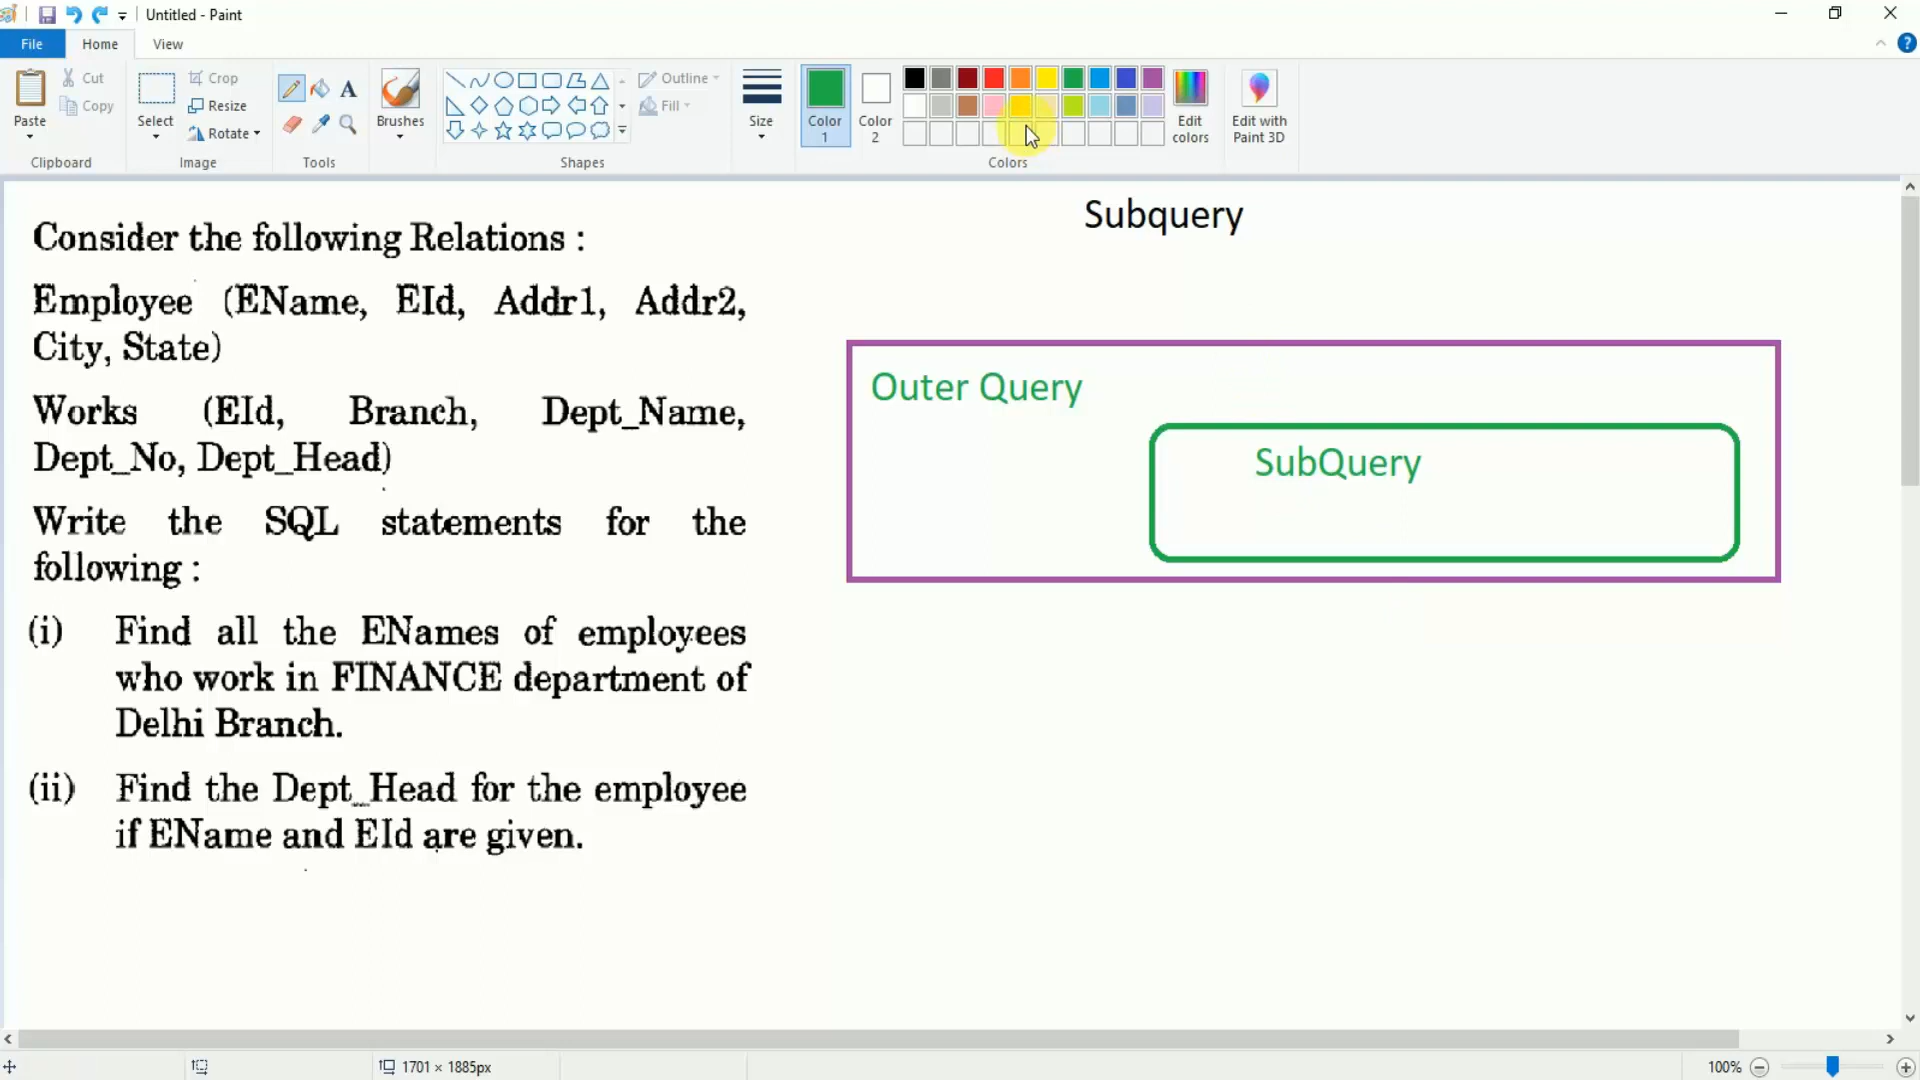 Untitled - Paint
File
Home
View
Paste
Cut
Copy
Clipboard
Select
Crop
Resize
Rotate
Image
A
Tools
Brushes
Shapes
Outline
Fill
Size
Color
1
Color
2
Colors
Edit
colors
Edit with
Paint 3D
?
Subquery
Consider the following Relations :
Employee (EName, EId, Addr1, Addr2,
City, State)
Works (EId, Branch, Dept_Name,
Dept_No, Dept_Head)
Write the SQL statements for the
following :
(i) Find all the ENames of employees
who work in FINANCE department of
Delhi Branch.
(ii) Find the Dept_Head for the employee
if EName and EId are given.
Outer Query
SubQuery
1701 × 1885px
100%